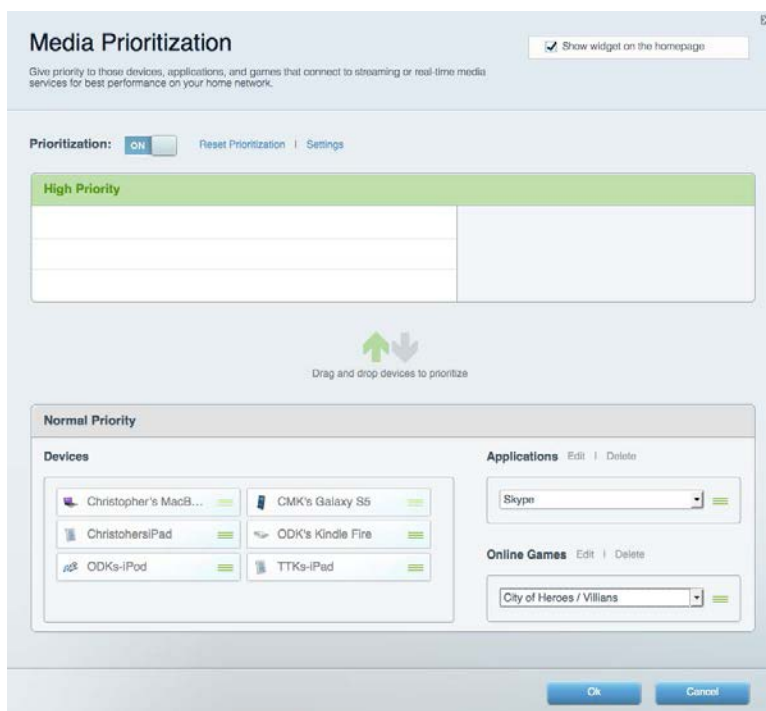 Media Prioritization
Show widget on the homepage
Give priority to those devices, applications, and games that connect to streaming or real-time media
services for best performance on your home network.
Prioritization: ON Reset Prioritization | Settings
High Priority
Drag and drop devices to prioritize
Normal Priority
Devices
Christopher's MacB...
CMK's Galaxy S5
ChristohersiPad
ODK's Kindle Fire
ODKs-iPod
TTKs-iPad
Applications Edit | Delete
Skype
Online Games Edit | Delete
City of Heroes / Villians
Ok
Cancel